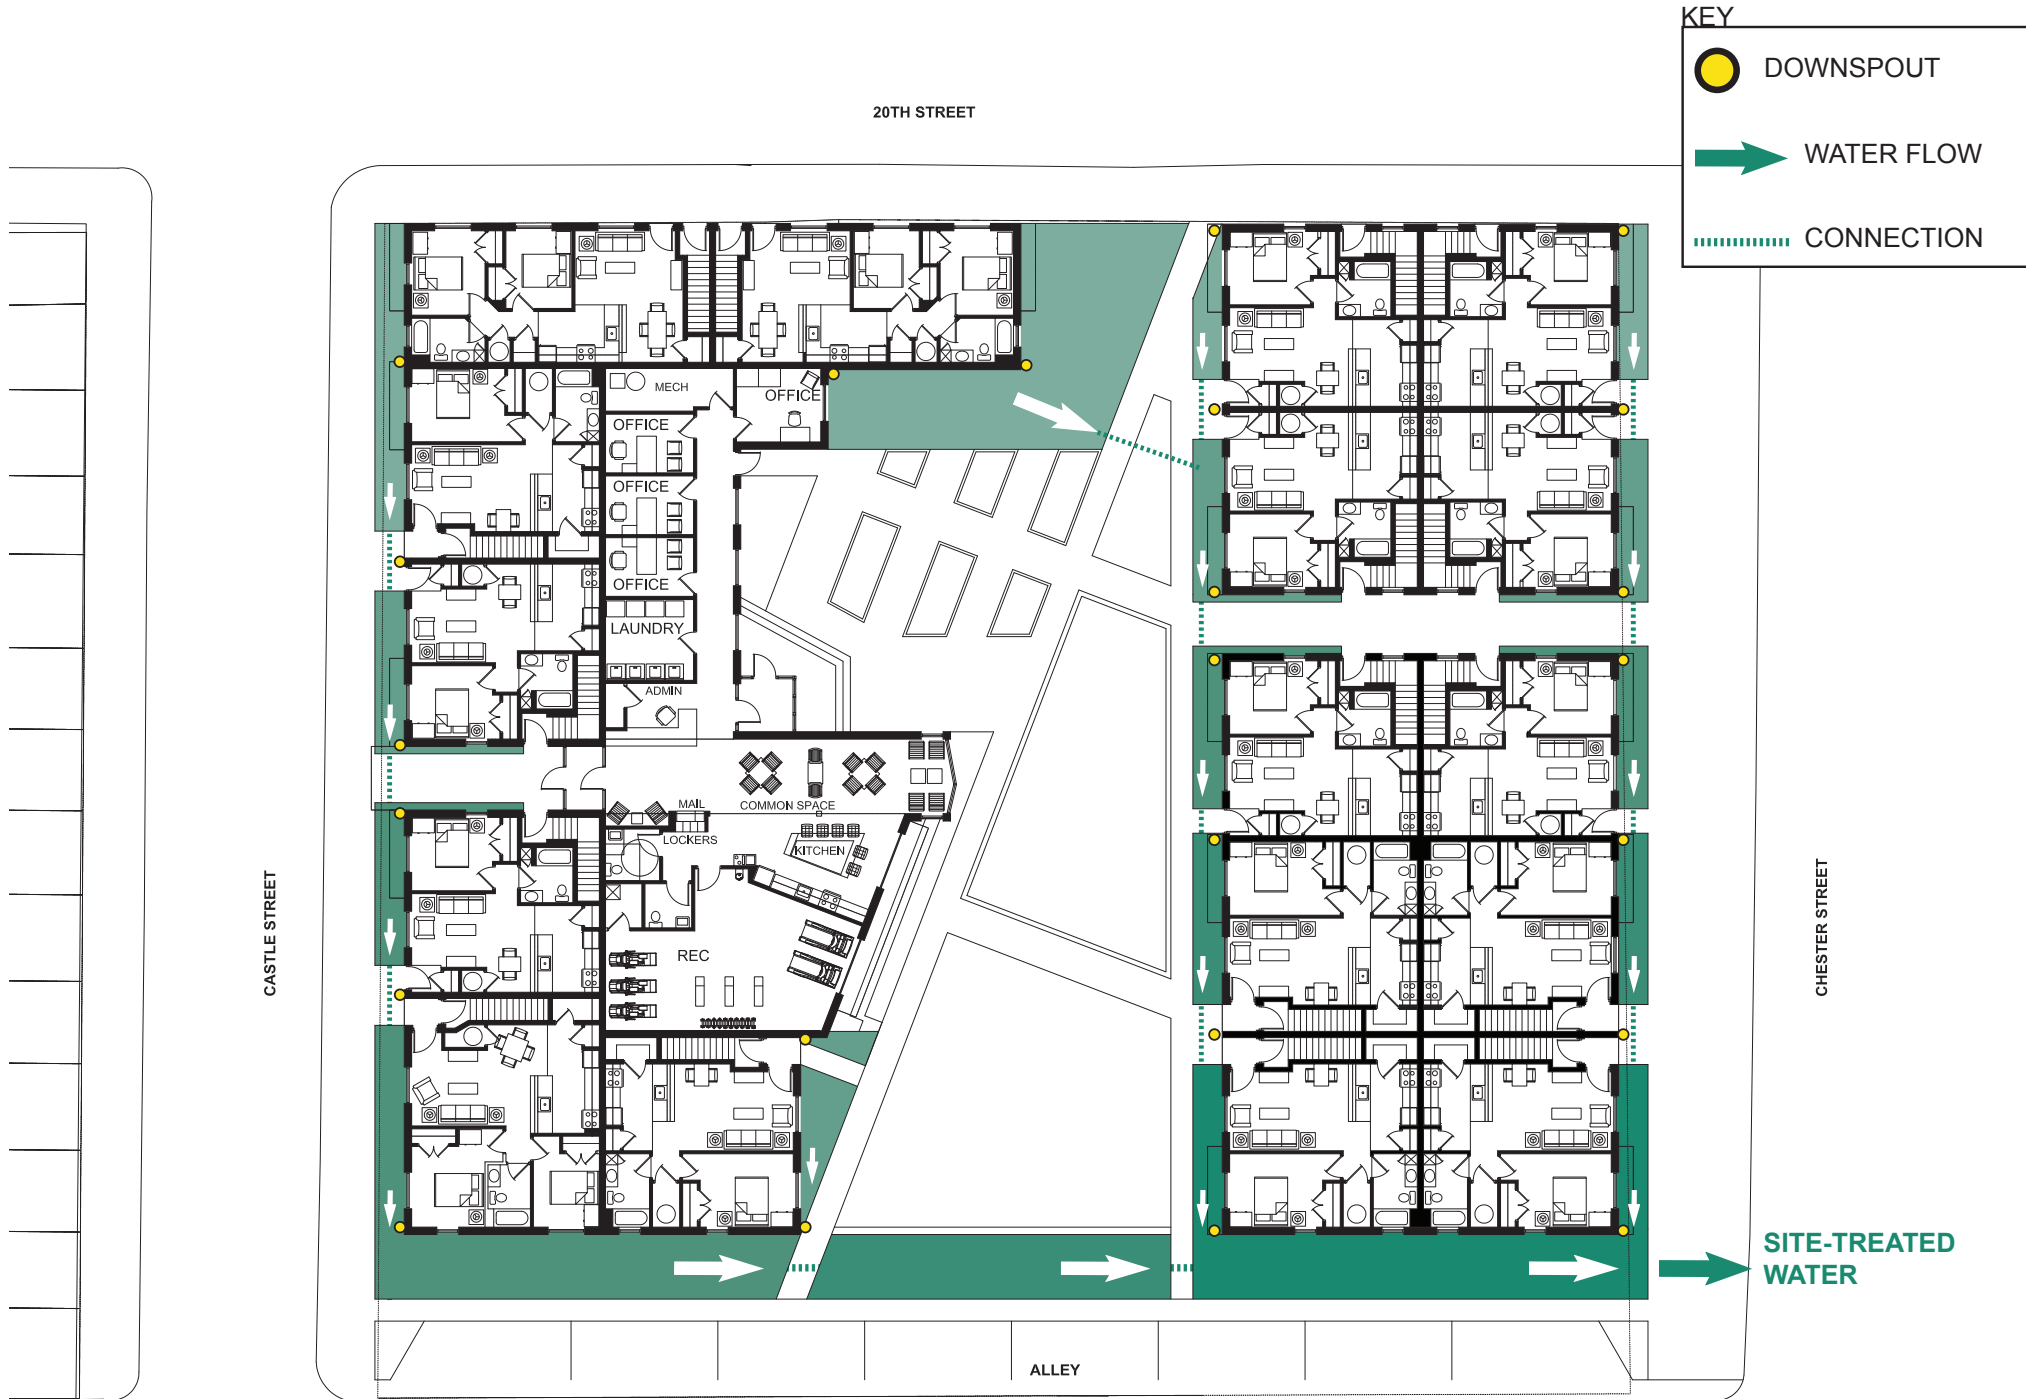 KEY
DOWNSPOUT
WATER FLOW
CONNECTION
20TH STREET
MECH
OFFICE
OFFICE
OFFICE
OFFICE
LAUNDRY
ADMIN
MAIL
COMMON SPACE
LOCKERS
KITCHEN
REC
CASTLE STREET
CHESTER STREET
SITE-TREATED
WATER
ALLEY